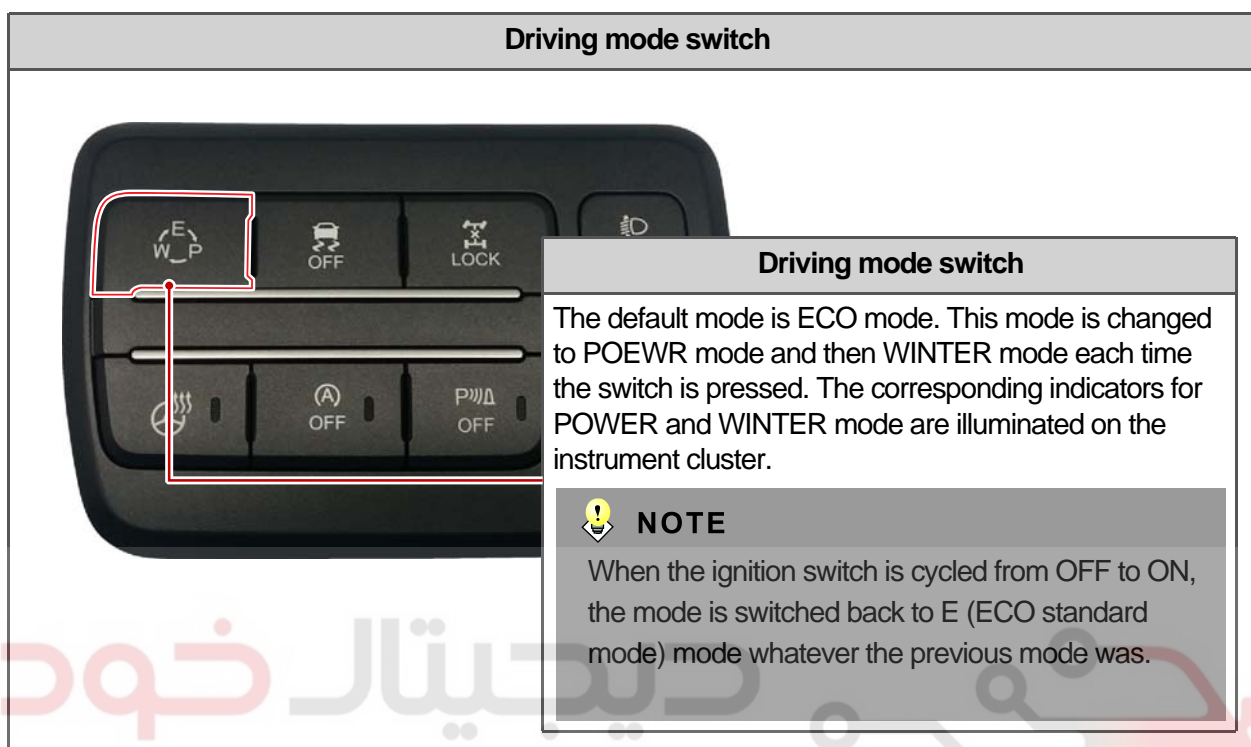 Driving mode switch
E
W P
OFF
LOCK
OFF
P
OFF
Driving mode switch
The default mode is ECO mode. This mode is changed
to POEWR mode and then WINTER mode each time
the switch is pressed. The corresponding indicators for
POWER and WINTER mode are illuminated on the
instrument cluster.
NOTE
When the ignition switch is cycled from OFF to ON,
the mode is switched back to E (ECO standard
mode) mode whatever the previous mode was.
دیجیتال خود